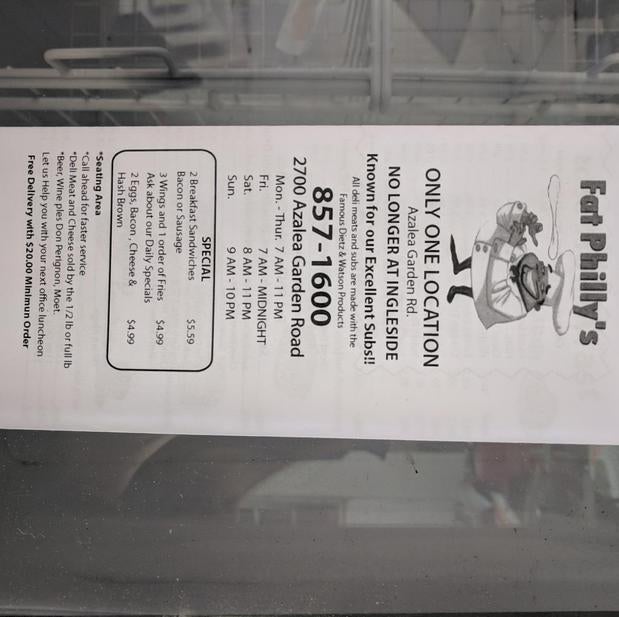 Fat Philly's
ONLY ONE LOCATION
Azalea Garden Rd.
NO LONGER AT INGLESIDE
Known for our Excellent Subs!!
All deli meats and subs are made with the
Famous Dietz & Watson Products
857-1600
2700 Azalea Garden Road
Mon. - Thur. 7 AM - 11 PM
Fri. 7 AM - MIDNIGHT
Sat. 8 AM - 11 PM
Sun. 9 AM - 10 PM
SPECIAL
2 Breakfast Sandwiches $5.59
Bacon or Sausage
3 Wings and 1 order of Fries $4.99
Ask about our Daily Specials
2 Eggs, Bacon , Cheese & $4.99
Hash Brown
*Seating Area
*Call ahead for faster service
*Deli Meat and Cheese sold by the 1/2 lb or full lb
*Beer, Wine ples Don Perignon, Moet.
Let us Help you with your next office luncheon
Free Delivery with $20.00 Minimun Order